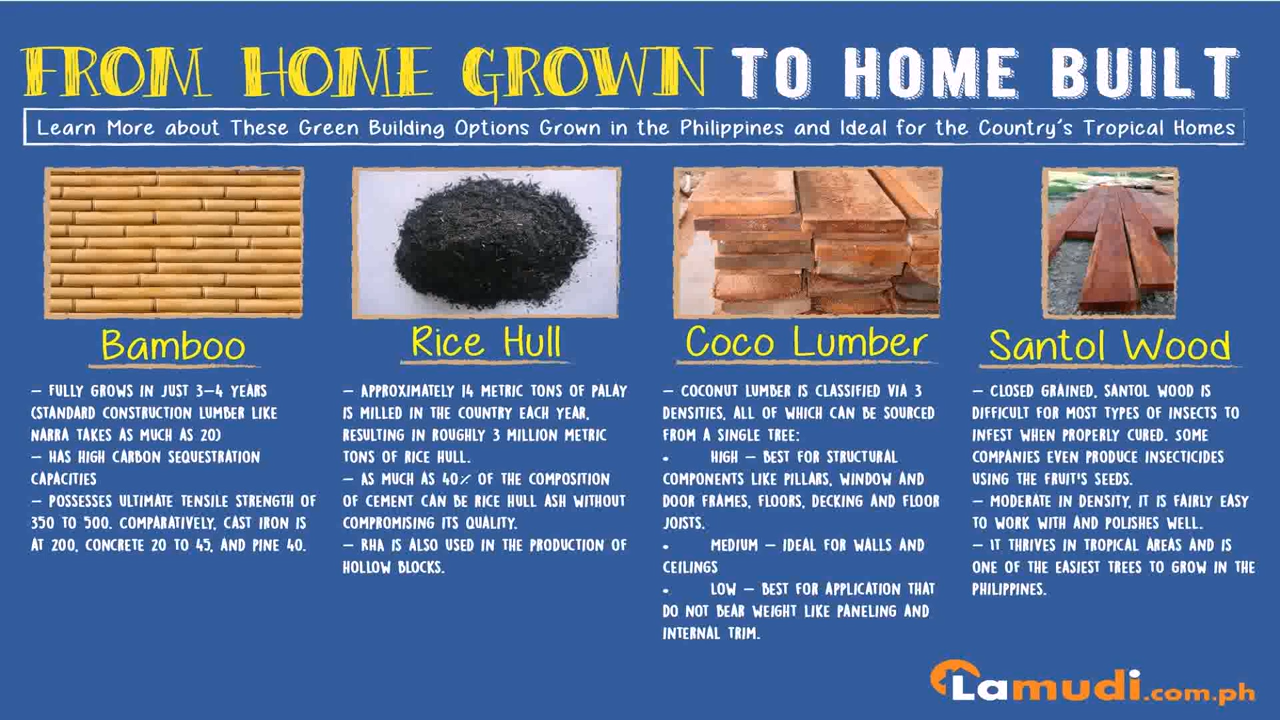 FROM HOME GROWN TO HOME BUILT
Learn More about These Green Building Options Grown in the Philippines and Ideal for the Country's Tropical Homes
Bamboo
– FULLY GROWS IN JUST 3–4 YEARS
(STANDARD CONSTRUCTION LUMBER LIKE
NARRA TAKES AS MUCH AS 20)
– HAS HIGH CARBON SEQUESTRATION
CAPACITIES
– POSSESSES ULTIMATE TENSILE STRENGTH OF
350 TO 500. COMPARATIVELY, CAST IRON IS
AT 200, CONCRETE 20 TO 45, AND PINE 40.
Rice Hull
– APPROXIMATELY 14 METRIC TONS OF PALAY
IS MILLED IN THE COUNTRY EACH YEAR,
RESULTING IN ROUGHLY 3 MILLION METRIC
TONS OF RICE HULL.
– AS MUCH AS 40% OF THE COMPOSITION
OF CEMENT CAN BE RICE HULL ASH WITHOUT
COMPROMISING ITS QUALITY.
– RHA IS ALSO USED IN THE PRODUCTION OF
HOLLOW BLOCKS.
Coco Lumber
– COCONUT LUMBER IS CLASSIFIED VIA 3
DENSITIES, ALL OF WHICH CAN BE SOURCED
FROM A SINGLE TREE:
• HIGH – BEST FOR STRUCTURAL
COMPONENTS LIKE PILLARS, WINDOW AND
DOOR FRAMES, FLOORS, DECKING AND FLOOR
JOISTS.
• MEDIUM – IDEAL FOR WALLS AND
CEILINGS
• LOW – BEST FOR APPLICATION THAT
DO NOT BEAR WEIGHT LIKE PANELING AND
INTERNAL TRIM.
Santol Wood
– CLOSED GRAINED, SANTOL WOOD IS
DIFFICULT FOR MOST TYPES OF INSECTS TO
INFEST WHEN PROPERLY CURED. SOME
COMPANIES EVEN PRODUCE INSECTICIDES
USING THE FRUIT'S SEEDS.
– MODERATE IN DENSITY, IT IS FAIRLY EASY
TO WORK WITH AND POLISHES WELL.
– IT THRIVES IN TROPICAL AREAS AND IS
ONE OF THE EASIEST TREES TO GROW IN THE
PHILIPPINES.
Lamudi.com.ph